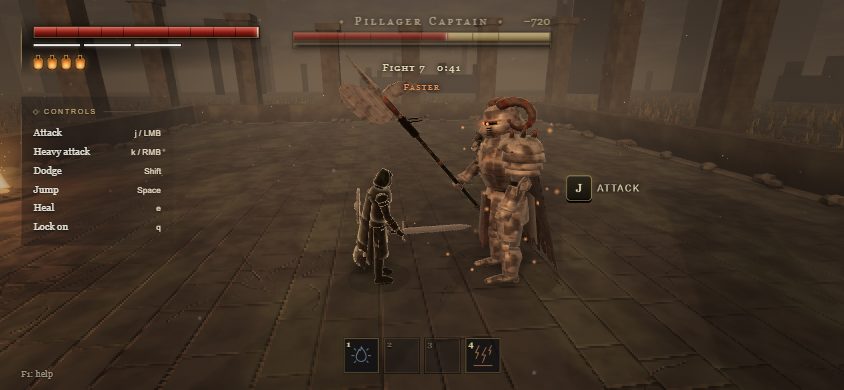 PILLAGER CAPTAIN -720
FIGHT 7 0:41
FASTER
CONTROLS
Attack j / LMB
Heavy attack k / RMB*
Dodge Shift
Jump Space
Heal e
Lock on q
J ATTACK
1 2 3 4
F1: help